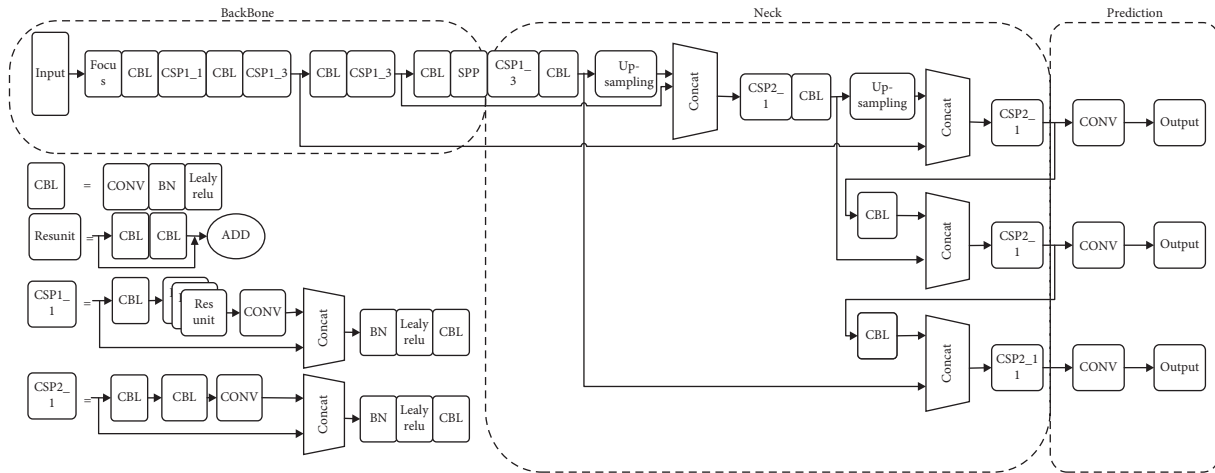 BackBone
Neck
Prediction
Input
Focu
s
CBL
CSP1_1
CBL
CSP1_3
CBL
CSP1_3
CBL
SPP
CSP1_
3
CBL
Up-
sampling
Concat
CSP2_
1
CBL
Up-
sampling
Concat
CSP2_
1
CONV
Output
CBL
=
CONV
BN
Lealy
relu
Resunit
=
CBL
CBL
ADD
CBL
Concat
CSP2_
1
CONV
Output
CSP1_
1
=
CBL
Res
unit
CONV
Concat
BN
Lealy
relu
CBL
CBL
Concat
CSP2_1
1
CONV
Output
CSP2_
1
=
CBL
CBL
CONV
Concat
BN
Lealy
relu
CBL